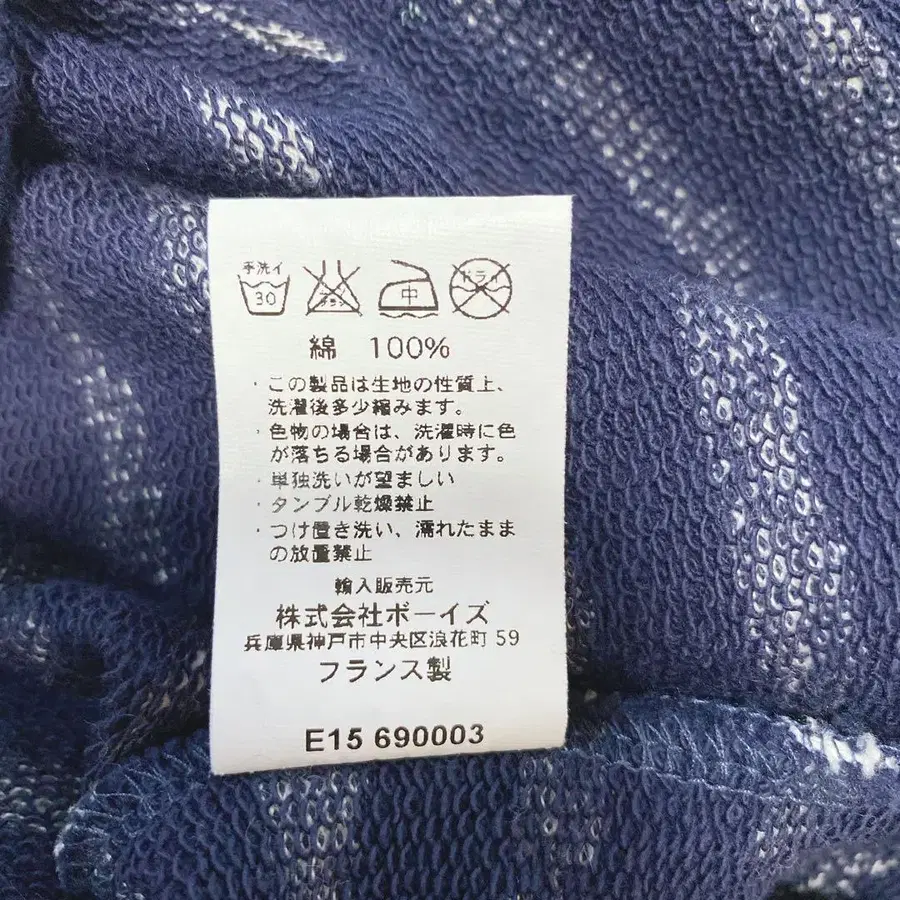 手洗イ
30
中
ドライ
綿 100%
・この製品は生地の性質上、
洗濯後多少縮みます。
・色物の場合は、洗濯時に色
が落ちる場合があります。
・単独洗いが望ましい
・タンブル乾燥禁止
・つけ置き洗い、濡れたまま
の放置禁止
輸入販売元
株式会社ボーイズ
兵庫県神戸市中央区浪花町 59
フランス製
E15 690003